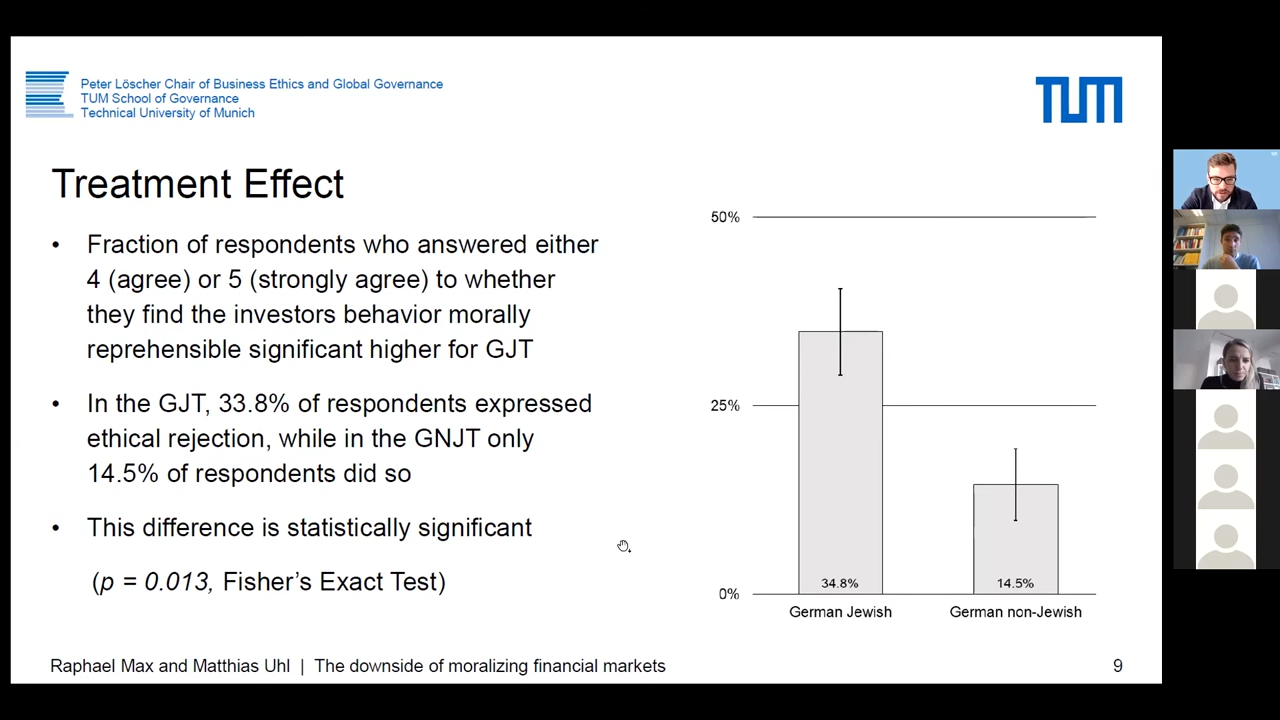 Peter Löscher Chair of Business Ethics and Global Governance
TUM School of Governance
Technical University of Munich
TUM
Treatment Effect
• Fraction of respondents who answered either
4 (agree) or 5 (strongly agree) to whether
they find the investors behavior morally
reprehensible significant higher for GJT
• In the GJT, 33.8% of respondents expressed
ethical rejection, while in the GNJT only
14.5% of respondents did so
• This difference is statistically significant
(p = 0.013, Fisher’s Exact Test)
50%
25%
0%
34.8%
14.5%
German Jewish
German non-Jewish
Raphael Max and Matthias Uhl | The downside of moralizing financial markets
9